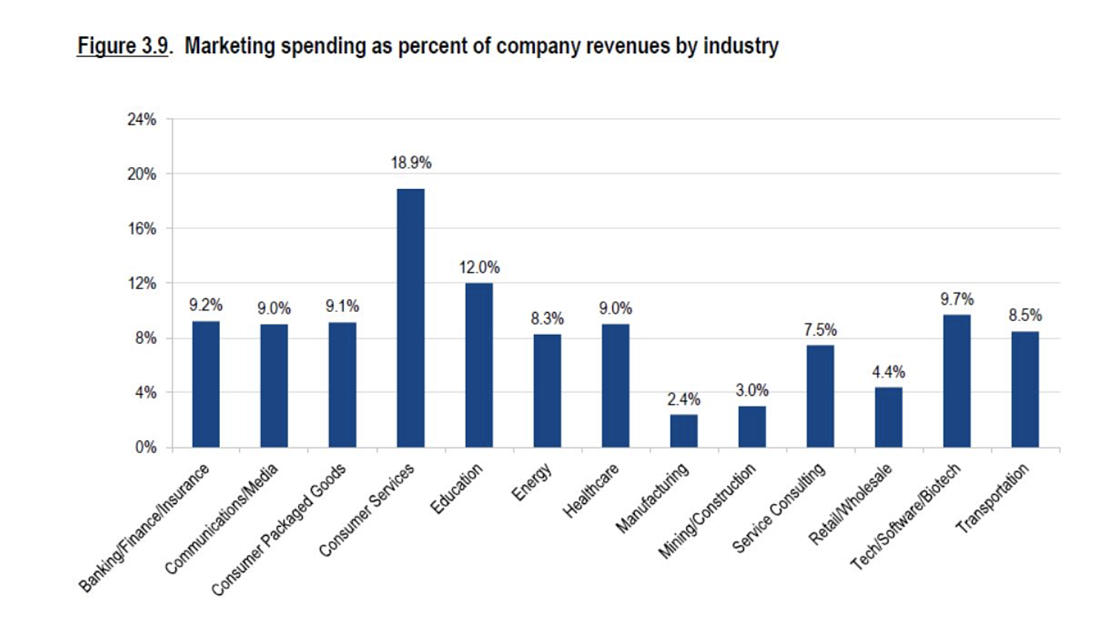 Figure 3.9. Marketing spending as percent of company revenues by industry
24%
20%
16%
12%
8%
4%
0%
9.2%
9.0%
9.1%
18.9%
12.0%
8.3%
9.0%
2.4%
3.0%
7.5%
4.4%
9.7%
8.5%
Banking/Finance/Insurance
Communications/Media
Consumer Packaged Goods
Consumer Services
Education
Energy
Healthcare
Manufacturing
Mining/Construction
Service Consulting
Retail/Wholesale
Tech/Software/Biotech
Transportation